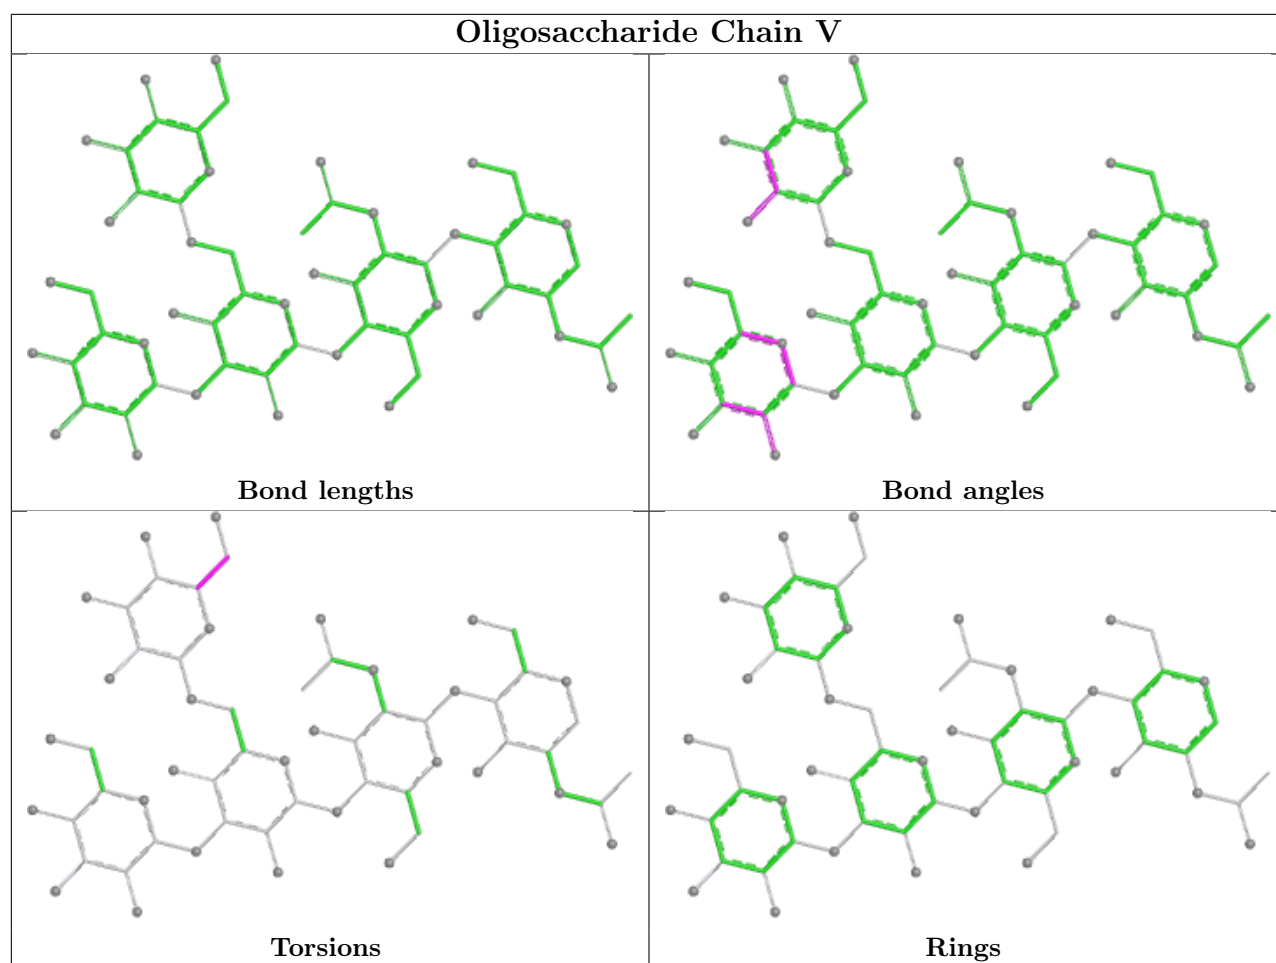 Oligosaccharide Chain V
Bond lengths
Bond angles
Torsions
Rings